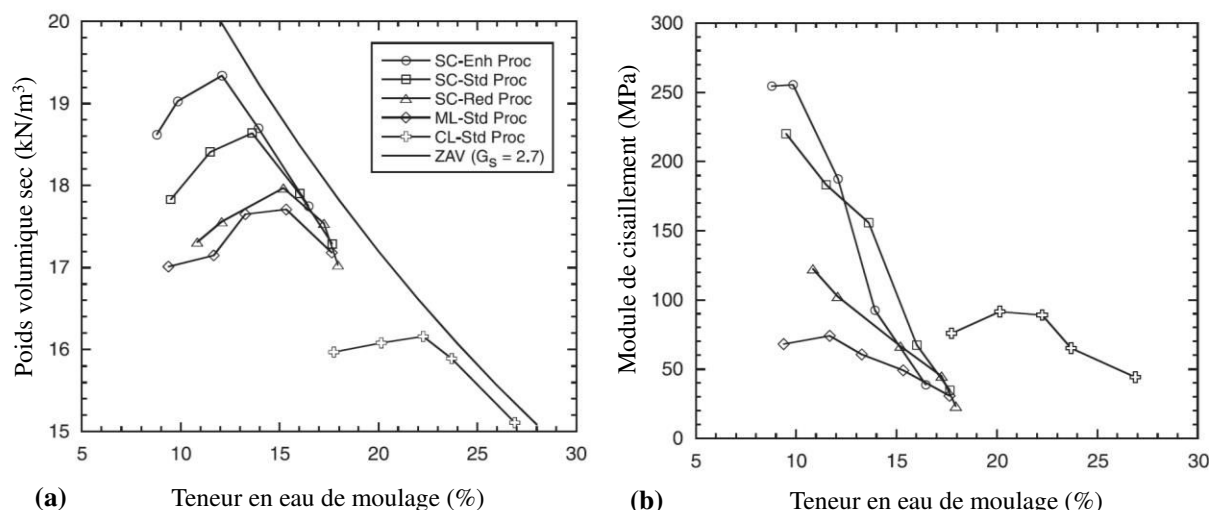 20
19
18
17
16
15
5
10
15
20
25
30
Poids volumique sec (kN/m³)
SC-Enh Proc
SC-Std Proc
SC-Red Proc
ML-Std Proc
CL-Std Proc
ZAV (Gs = 2.7)
(a)
Teneur en eau de moulage (%)
300
250
200
150
100
50
0
5
10
15
20
25
30
Module de cisaillement (MPa)
(b)
Teneur en eau de moulage (%)